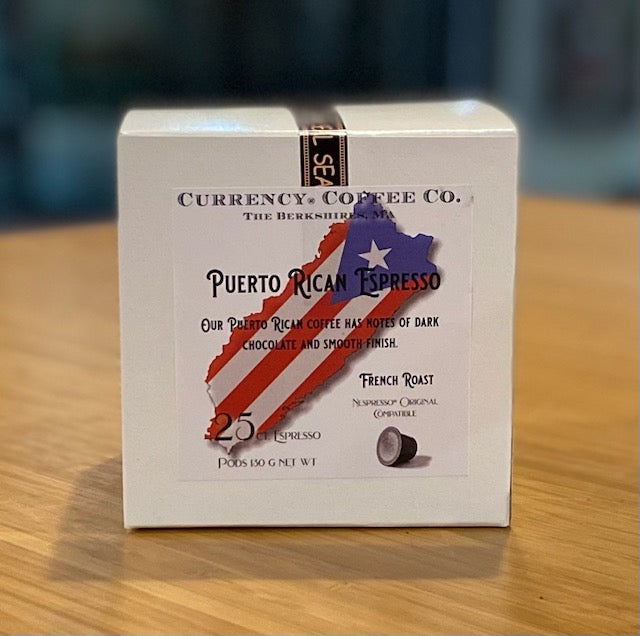 SEA
CURRENCY® COFFEE CO.
THE BERKSHIRES, MA
PUERTO RICAN ESPRESSO
OUR PUERTO RICAN COFFEE HAS NOTES OF DARK
CHOCOLATE AND SMOOTH FINISH.
FRENCH ROAST
NESPRESSO® ORIGINAL
COMPATIBLE
25 CT. ESPRESSO
PODS 130 G NET WT